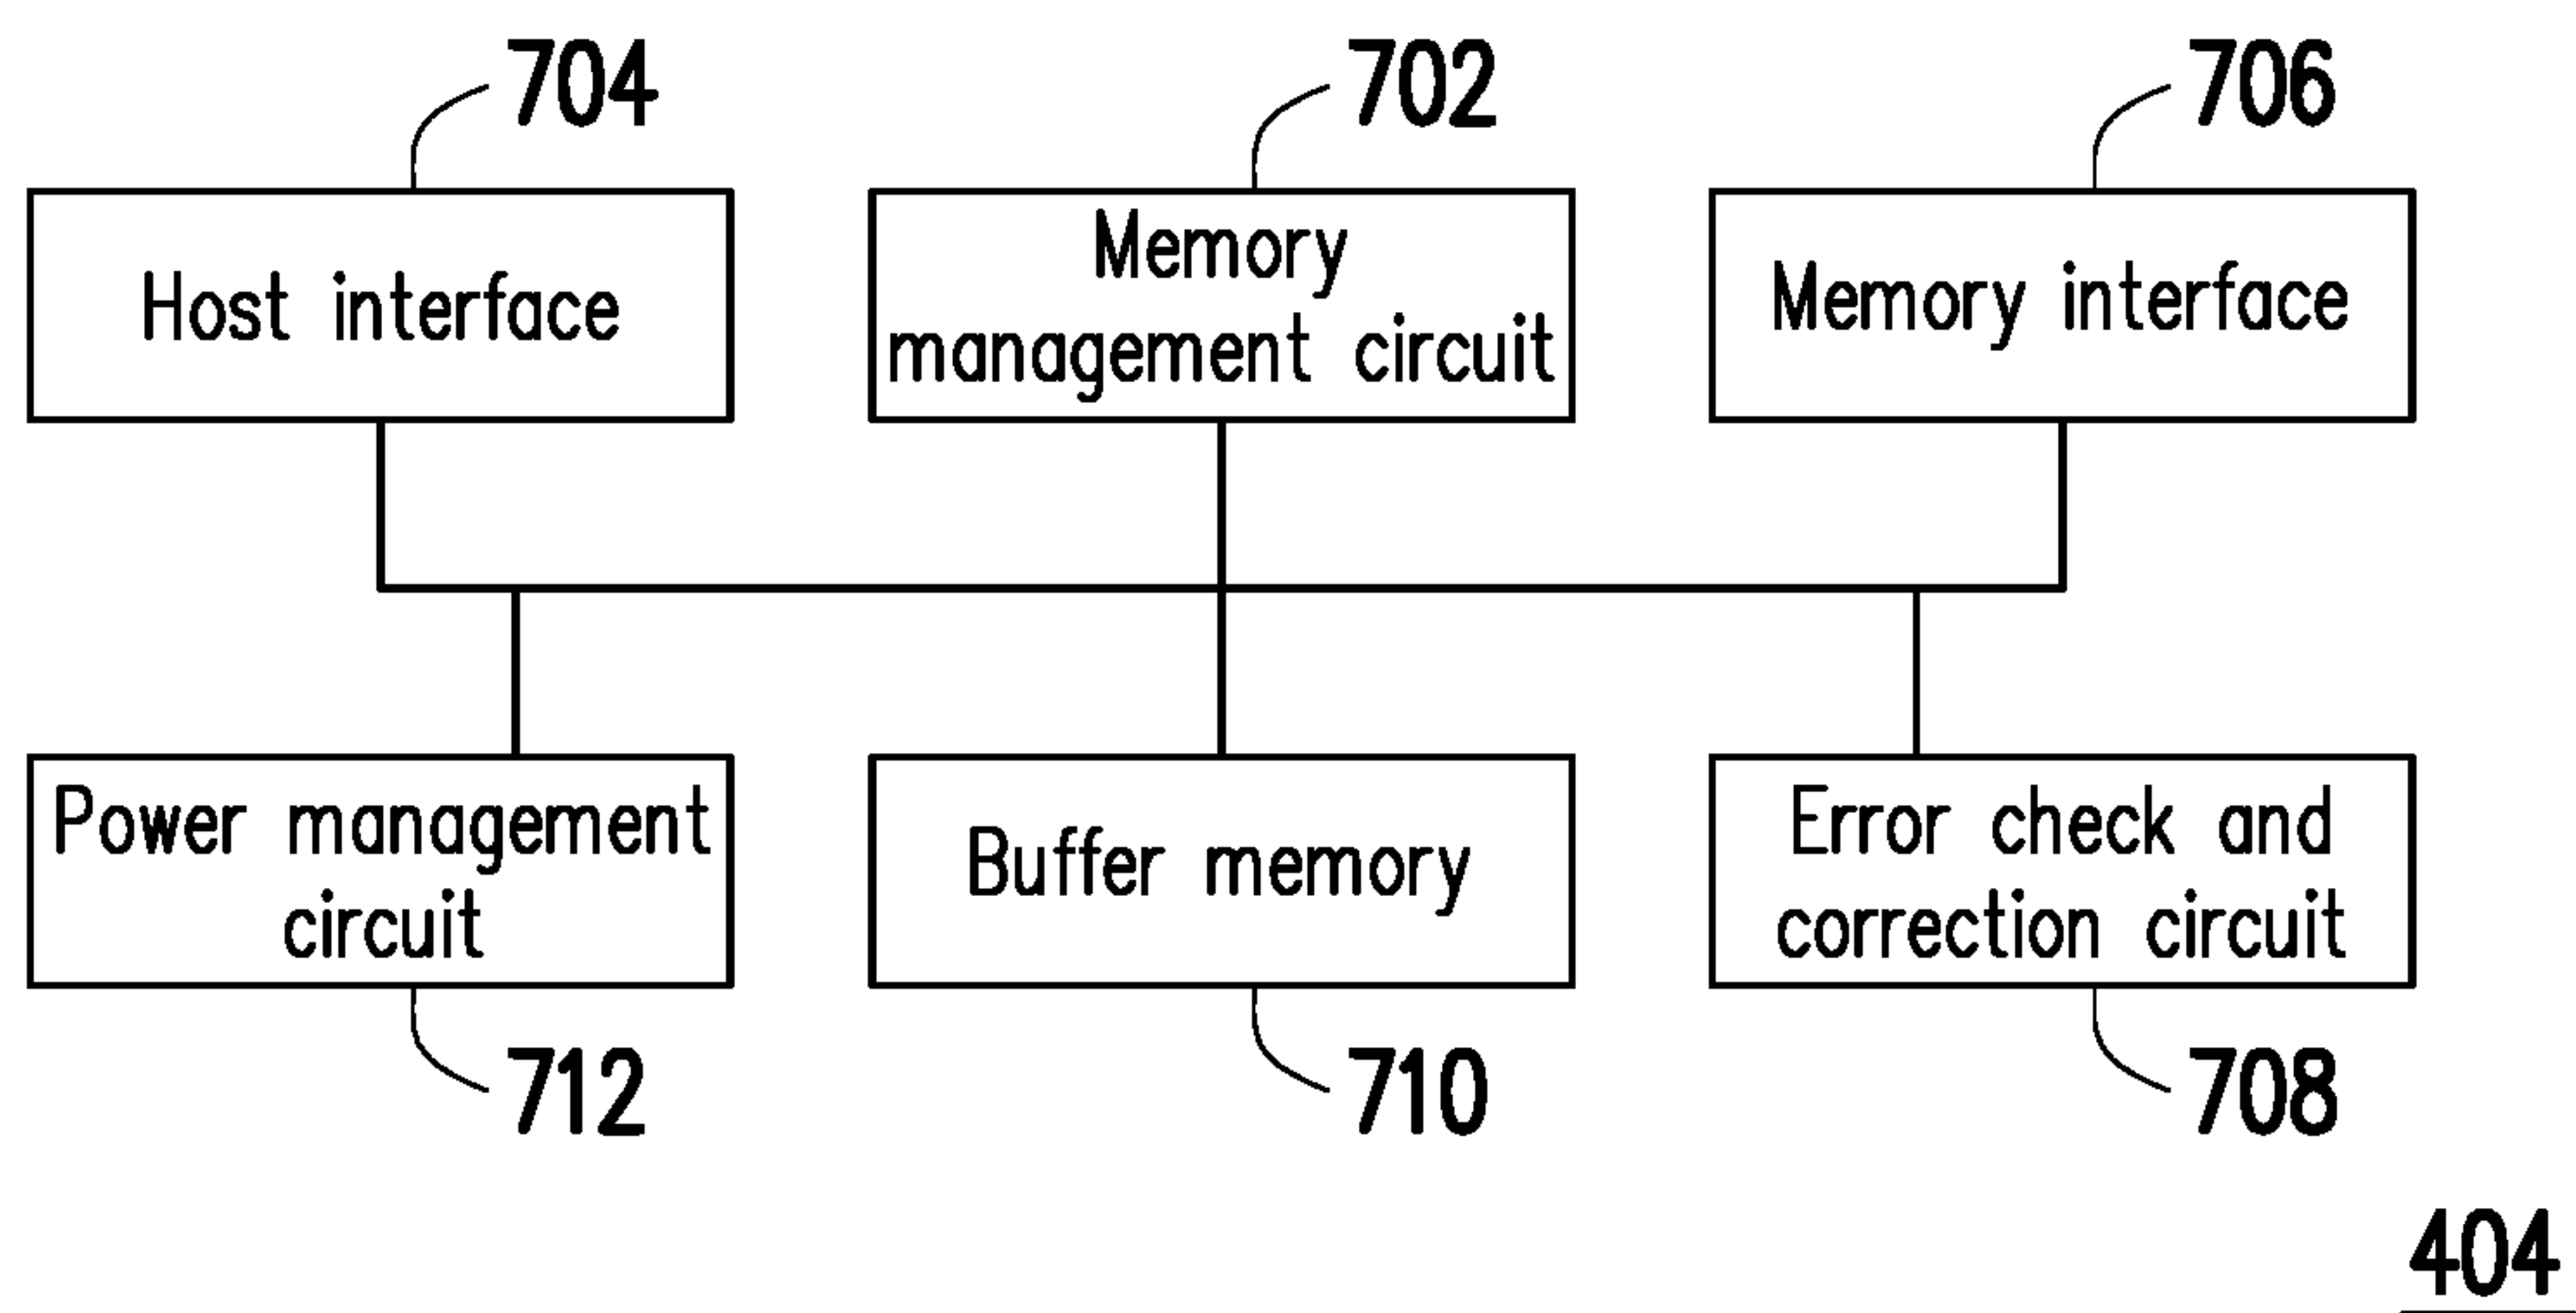 704
702
706
Host interface
Memory
management circuit
Memory interface
Power management
circuit
Buffer memory
Error check and
correction circuit
712
710
708
404